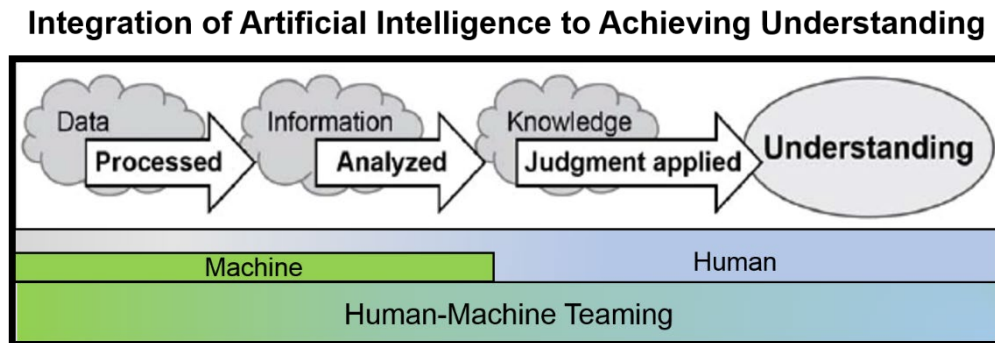 Integration of Artificial Intelligence to Achieving Understanding
Data
Processed
Information
Analyzed
Knowledge
Judgment applied
Understanding
Machine
Human
Human-Machine Teaming